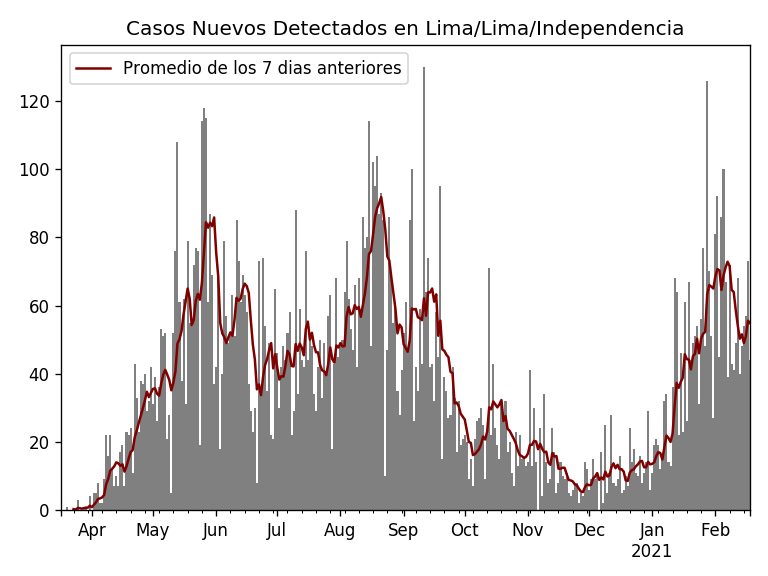 Casos Nuevos Detectados en Lima/Lima/Independencia
Promedio de los 7 dias anteriores
120
100
80
60
40
20
0
Apr May Jun Jul Aug Sep Oct Nov Dec Jan Feb
2021